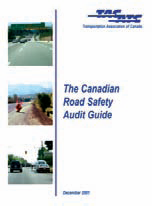 TAC ATC
Transportation Association of Canada
The Canadian
Road Safety
Audit Guide
December 2001